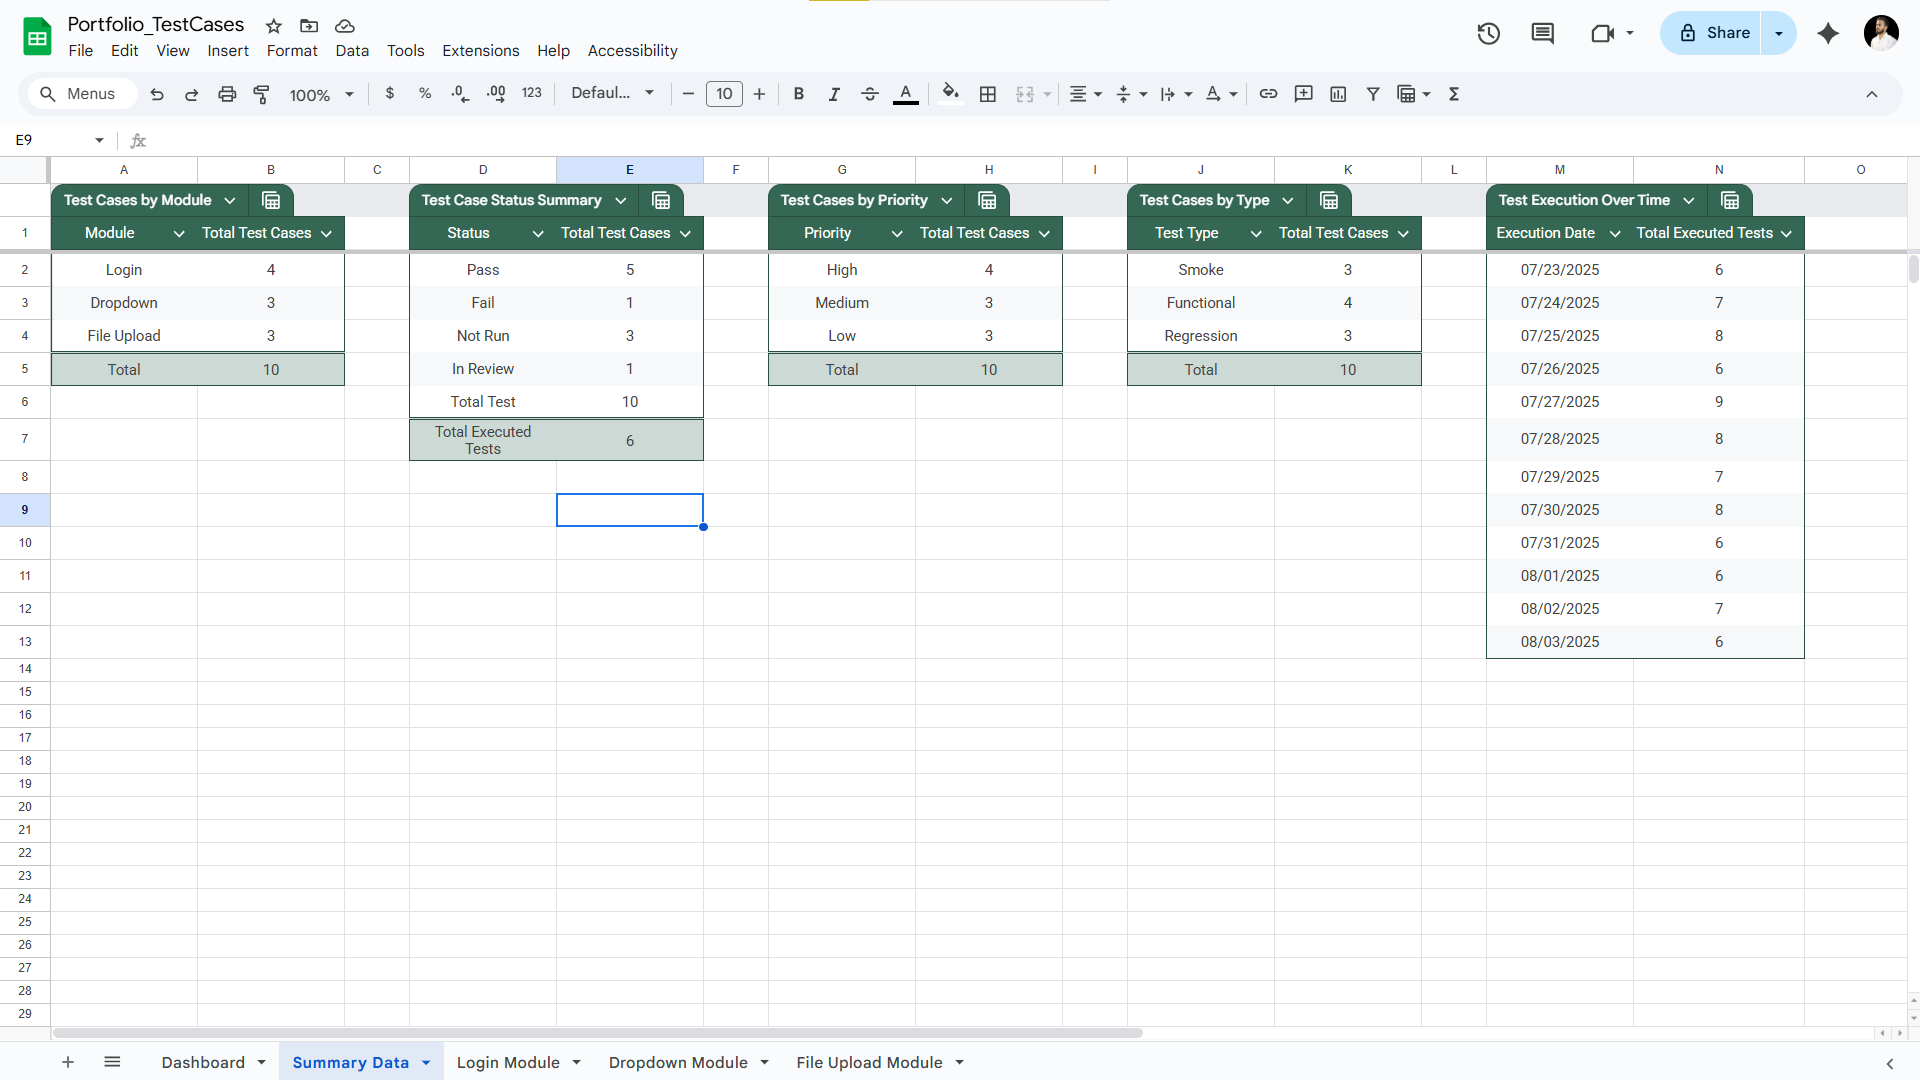 Portfolio_TestCases
File Edit View Insert Format Data Tools Extensions Help Accessibility
Share
Menus 100% $ % .0 .00 123 Defaul... 10 B I A
E9
A B C D E F G H I J K L M N O
Test Cases by Module Test Case Status Summary Test Cases by Priority Test Cases by Type Test Execution Over Time
1 Module Total Test Cases Status Total Test Cases Priority Total Test Cases Test Type Total Test Cases Execution Date Total Executed Tests
2 Login 4 Pass 5 High 4 Smoke 3 07/23/2025 6
3 Dropdown 3 Fail 1 Medium 3 Functional 4 07/24/2025 7
4 File Upload 3 Not Run 3 Low 3 Regression 3 07/25/2025 8
5 Total 10 In Review 1 Total 10 Total 10 07/26/2025 6
6 Total Test 10 07/27/2025 9
7 Total Executed Tests 6 07/28/2025 8
8 07/29/2025 7
9 07/30/2025 8
10 07/31/2025 6
11 08/01/2025 6
12 08/02/2025 7
13 08/03/2025 6
14
15
16
17
18
19
20
21
22
23
24
25
26
27
28
29
Dashboard Summary Data Login Module Dropdown Module File Upload Module